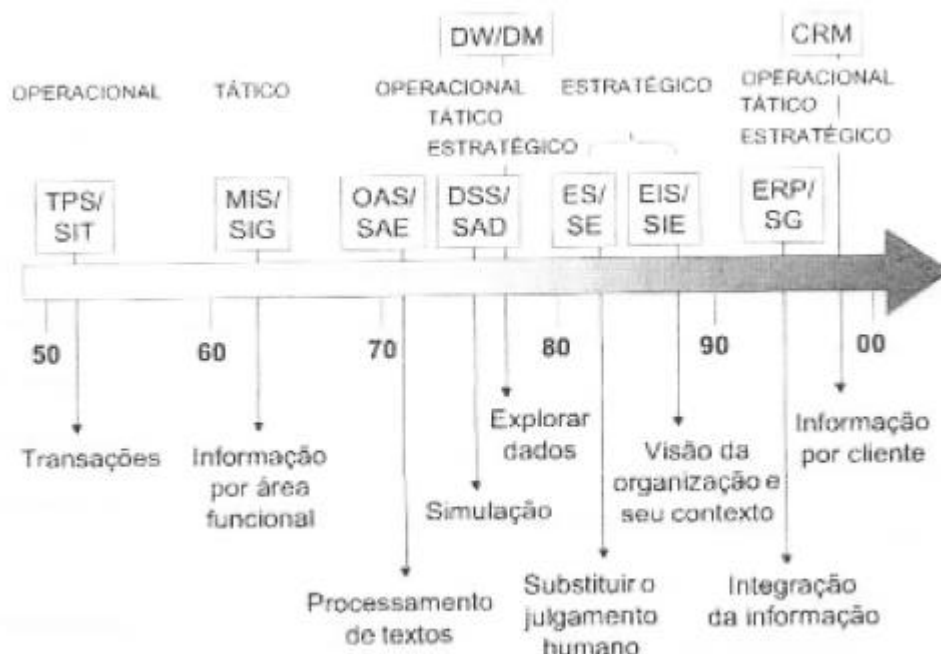 DW/DM
CRM
OPERACIONAL
TÁTICO
OPERACIONAL
TÁTICO
ESTRATÉGICO
ESTRATÉGICO
OPERACIONAL
TÁTICO
ESTRATÉGICO
TPS/
SIT
MIS/
SIG
OAS/
SAE
DSS/
SAD
ES/
SE
EIS/
SIE
ERP/
SG
50
60
70
80
90
00
Transações
Informação
por área
funcional
Processamento
de textos
Simulação
Explorar
dados
Substituir o
julgamento
humano
Visão da
organização e
seu contexto
Integração
da informação
Informação
por cliente